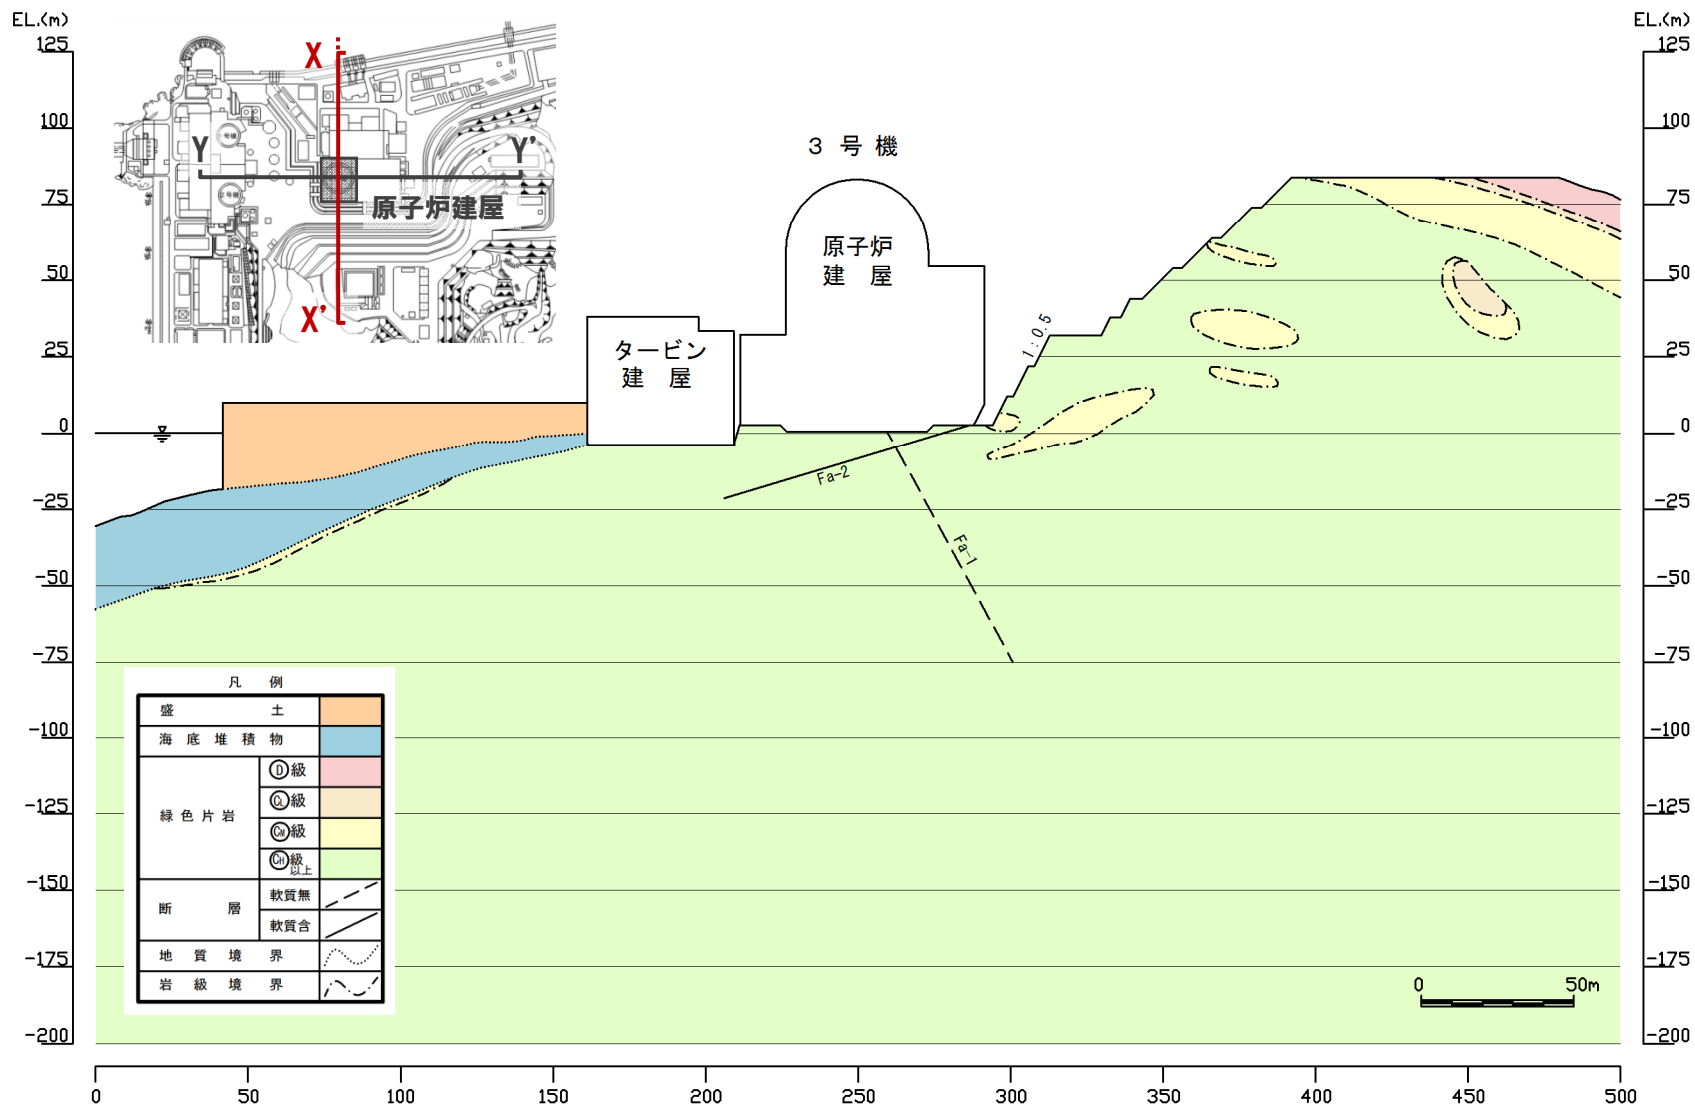 EL.(m)
EL.(m)
125
100
75
50
25
0
-25
-50
-75
-100
-125
-150
-175
-200
125
100
75
50
25
0
-25
-50
-75
-100
-125
-150
-175
-200
X
Y
Y'
原子炉建屋
X'
3 号 機
原子炉
建 屋
タービン
建 屋
1:0.5
Fa-2
Fa-1
凡 例
盛 土
海 底 堆 積 物
緑 色 片 岩
D級
CL級
CM級
CH級
以上
断 層
軟質無
軟質含
地 質 境 界
岩 級 境 界
0 50m
0 50 100 150 200 250 300 350 400 450 500